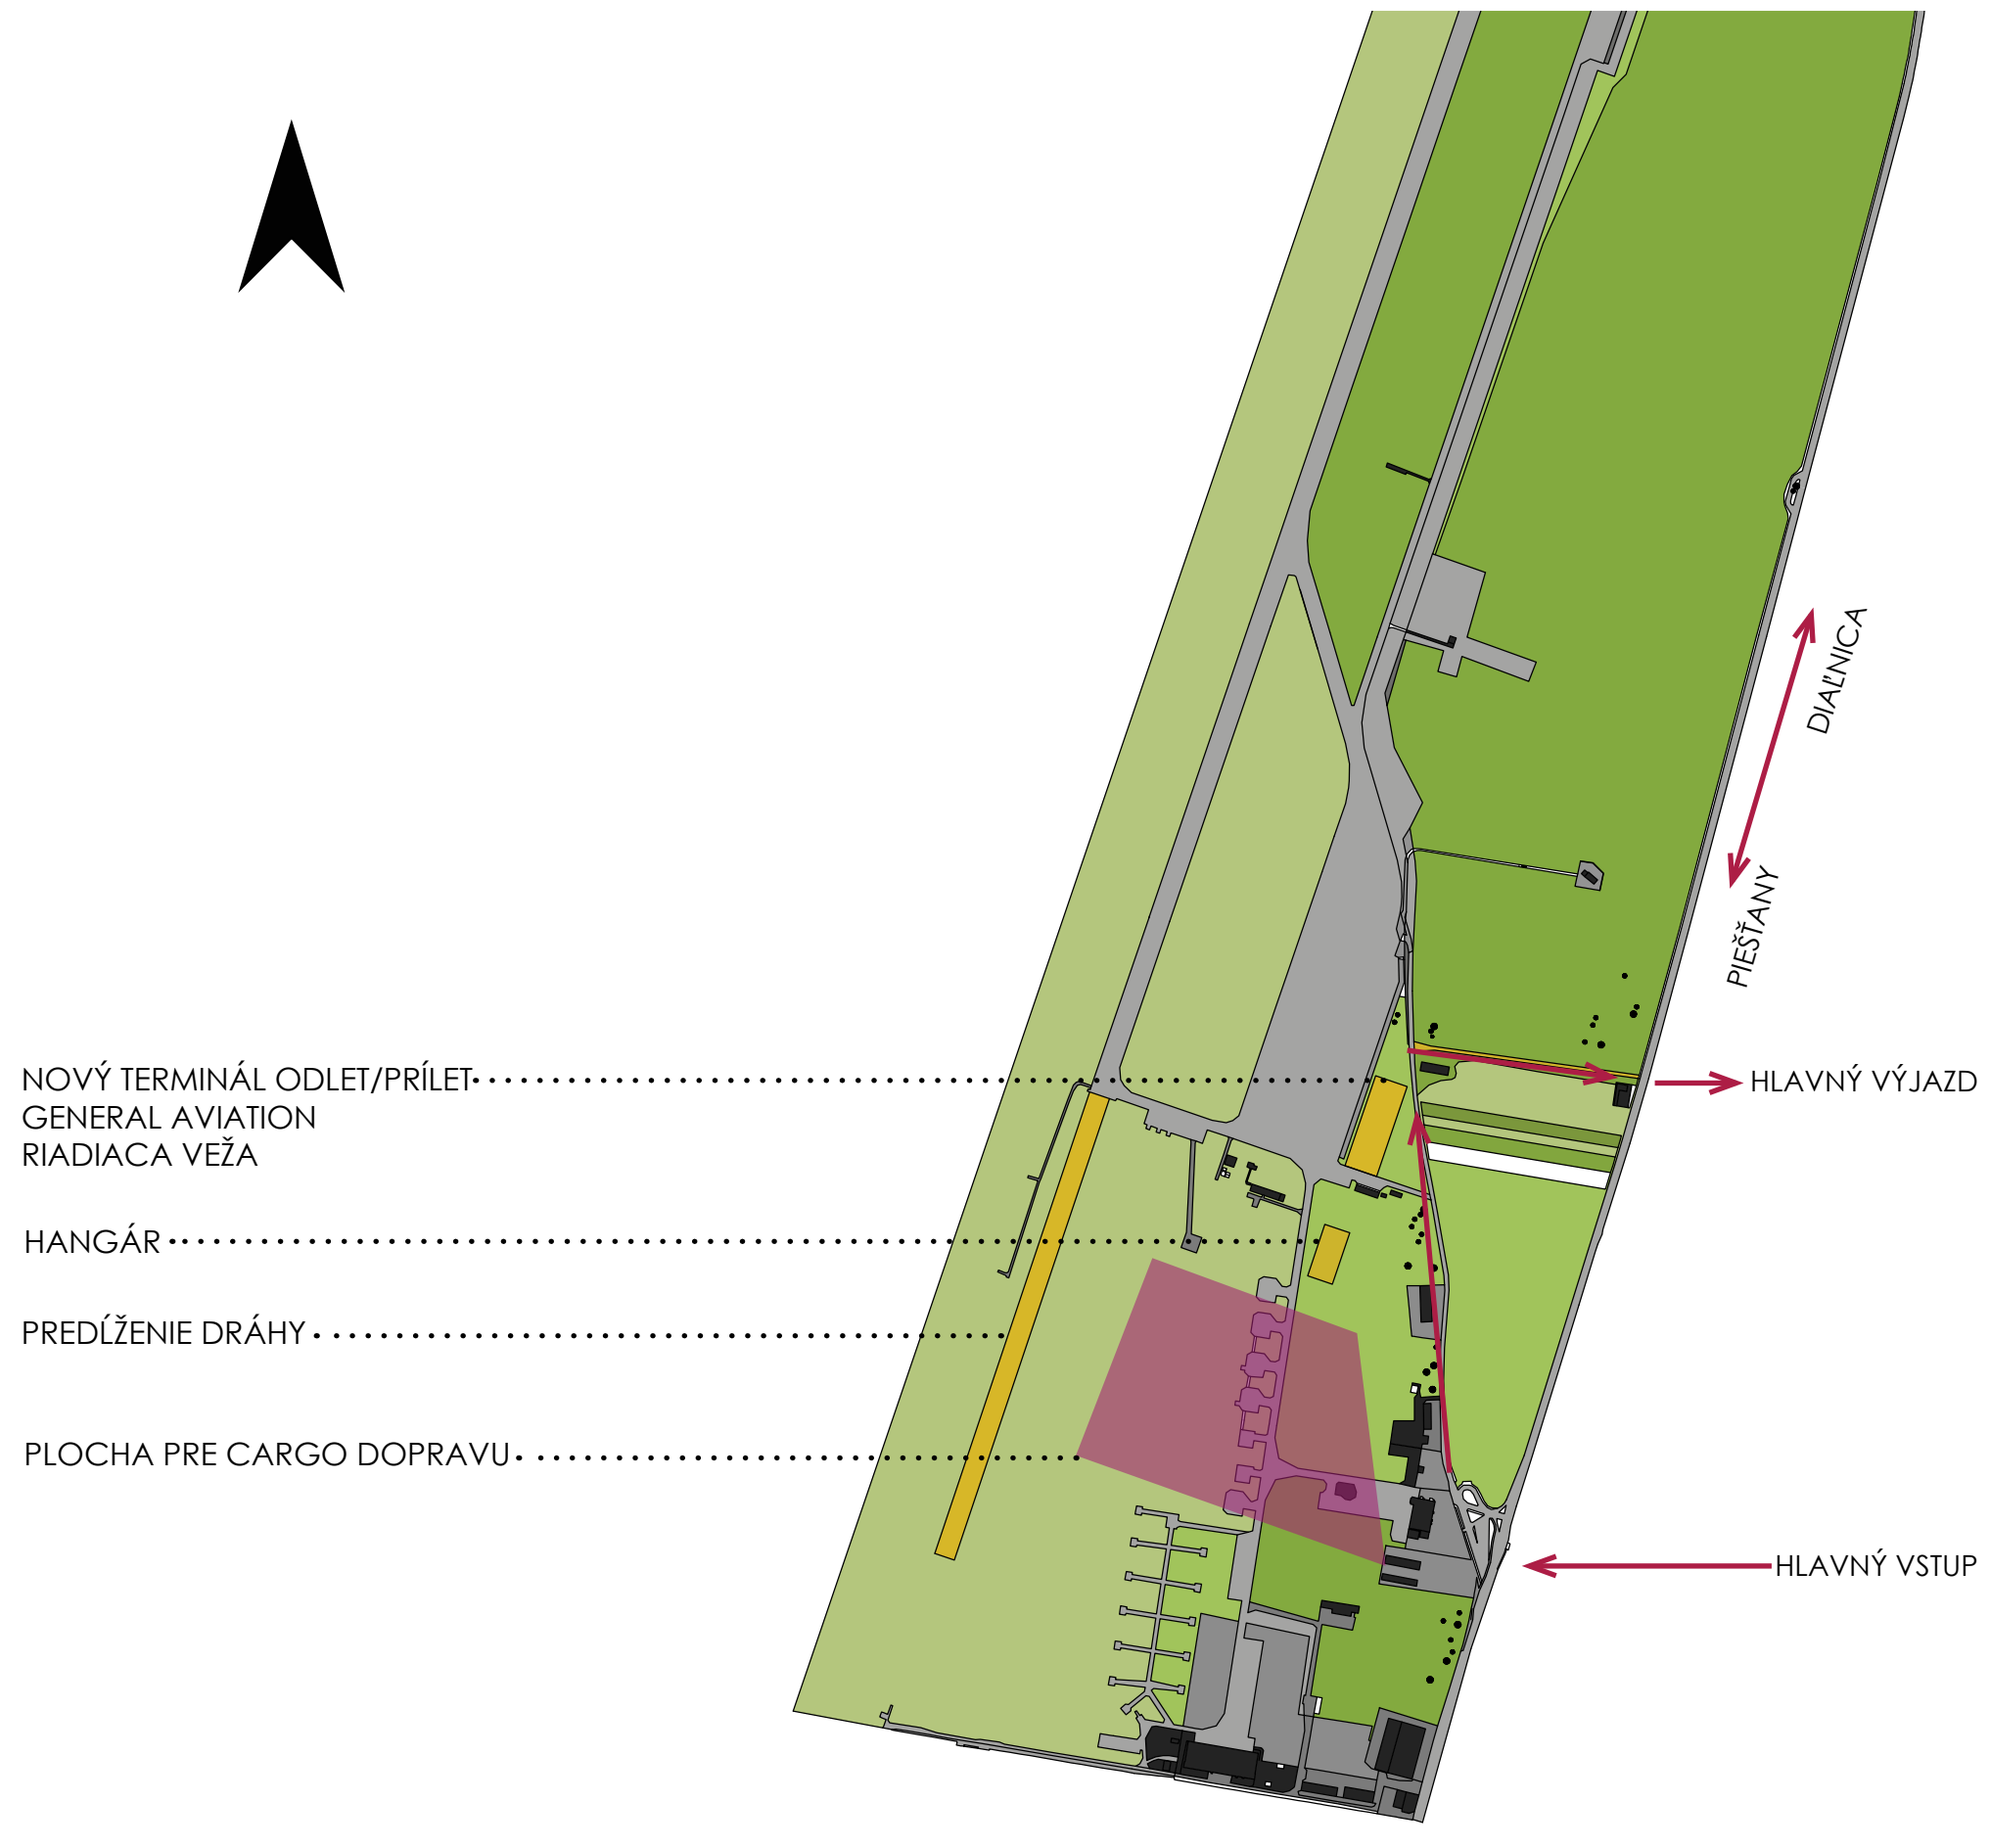 DIAĽNICA
PIEŠŤANY
NOVÝ TERMINÁL ODLET/PRÍLET
GENERAL AVIATION
RIADIACA VEŽA
HLAVNÝ VÝJAZD
HANGÁR
PREDĹŽENIE DRÁHY
PLOCHA PRE CARGO DOPRAVU
HLAVNÝ VSTUP